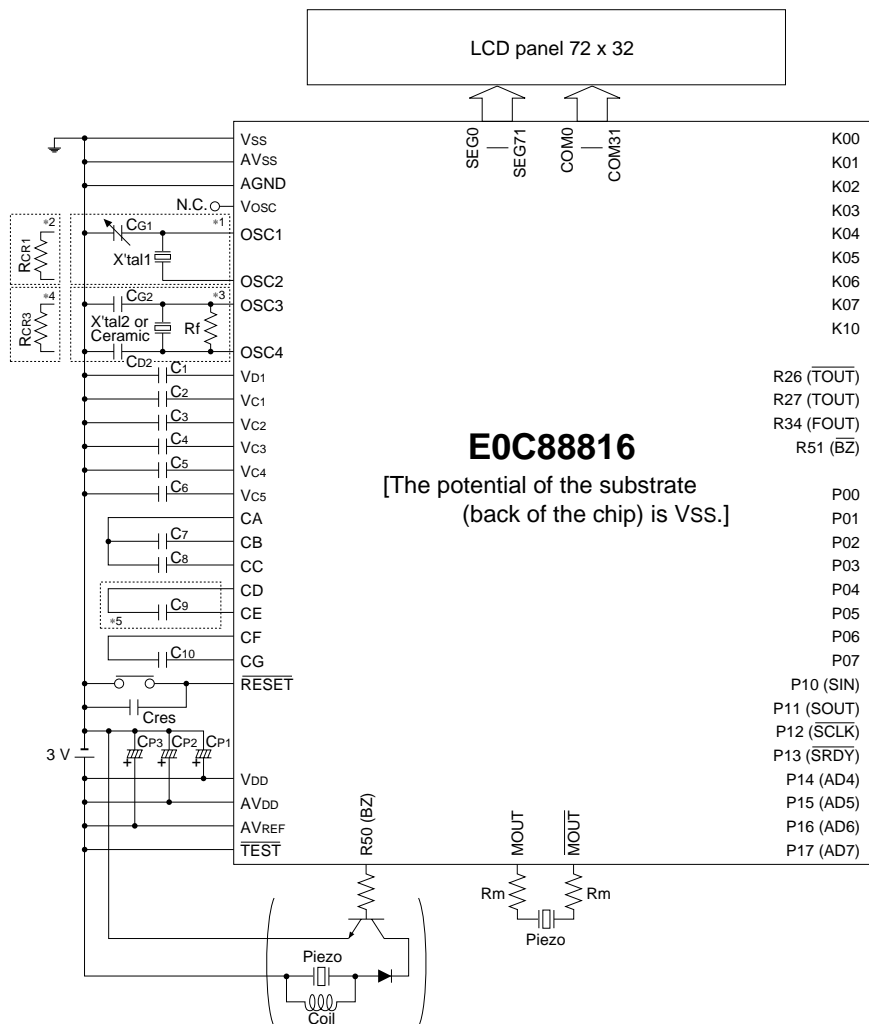 LCD panel 72 x 32
SEG0
SEG71
COM0
COM31
VSS
AVSS
AGND
N.C.
VOSC
OSC1
OSC2
OSC3
OSC4
VD1
VC1
VC2
VC3
VC4
VC5
CA
CB
CC
CD
CE
CF
CG
RESET
VDD
AVDD
AVREF
TEST
*2
RCR1
*1
CG1
X'tal1
*4
RCR3
*3
CG2
X'tal2 or
Ceramic
Rf
CD2
C1
C2
C3
C4
C5
C6
C7
C8
C9
*5
C10
Cres
3 V
CP3
CP2
CP1
+
+
+
E0C88816
[The potential of the substrate
(back of the chip) is VSS.]
K00
K01
K02
K03
K04
K05
K06
K07
K10
R26 (TOUT)
R27 (TOUT)
R34 (FOUT)
R51 (BZ)
P00
P01
P02
P03
P04
P05
P06
P07
P10 (SIN)
P11 (SOUT)
P12 (SCLK)
P13 (SRDY)
P14 (AD4)
P15 (AD5)
P16 (AD6)
P17 (AD7)
R50 (BZ)
MOUT
MOUT
Rm
Rm
Piezo
Piezo
Coil